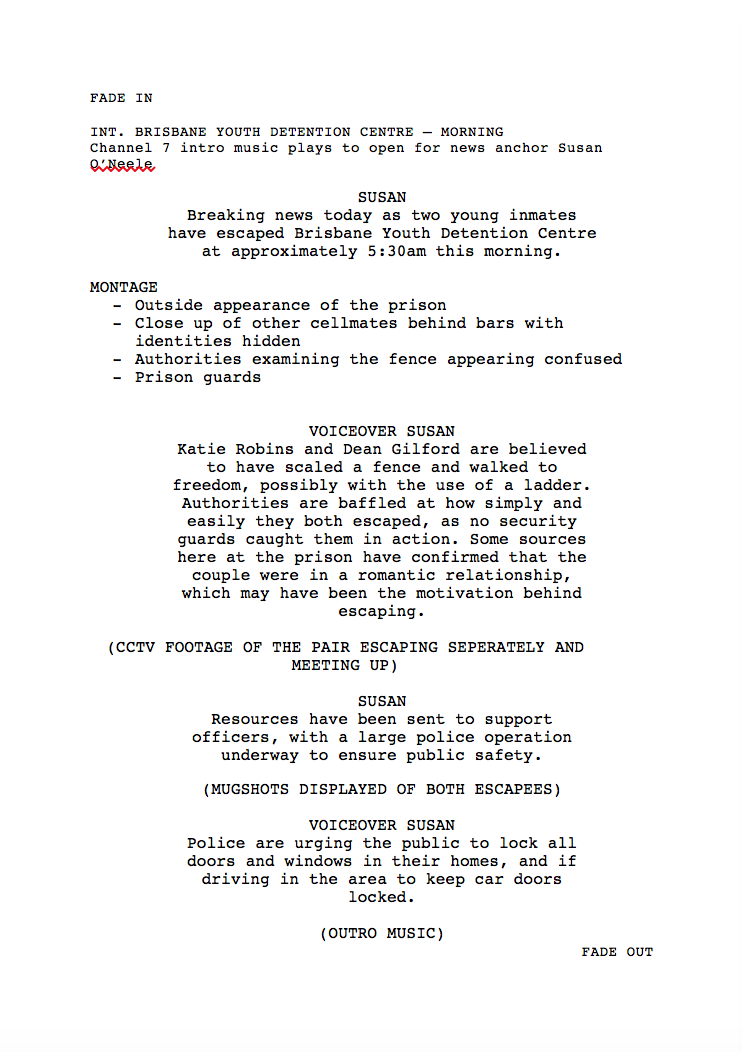 FADE IN
INT. BRISBANE YOUTH DETENTION CENTRE – MORNING
Channel 7 intro music plays to open for news anchor Susan
O'Neele
SUSAN
Breaking news today as two young inmates
have escaped Brisbane Youth Detention Centre
at approximately 5:30am this morning.
MONTAGE
– Outside appearance of the prison
– Close up of other cellmates behind bars with
identities hidden
– Authorities examining the fence appearing confused
– Prison guards
VOICEOVER SUSAN
Katie Robins and Dean Gilford are believed
to have scaled a fence and walked to
freedom, possibly with the use of a ladder.
Authorities are baffled at how simply and
easily they both escaped, as no security
guards caught them in action. Some sources
here at the prison have confirmed that the
couple were in a romantic relationship,
which may have been the motivation behind
escaping.
(CCTV FOOTAGE OF THE PAIR ESCAPING SEPERATELY AND
MEETING UP)
SUSAN
Resources have been sent to support
officers, with a large police operation
underway to ensure public safety.
(MUGSHOTS DISPLAYED OF BOTH ESCAPEES)
VOICEOVER SUSAN
Police are urging the public to lock all
doors and windows in their homes, and if
driving in the area to keep car doors
locked.
(OUTRO MUSIC)
FADE OUT